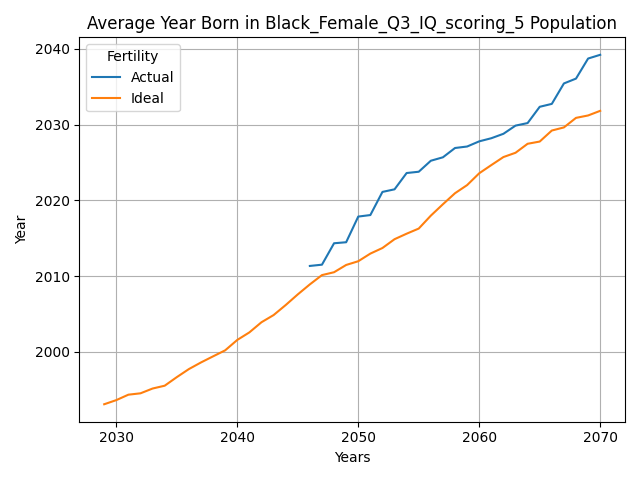 Average Year Born in Black_Female_Q3_IQ_scoring_5 Population
Fertility
Actual
Ideal
Year
2040
2030
2020
2010
2000
2030 2040 2050 2060 2070
Years